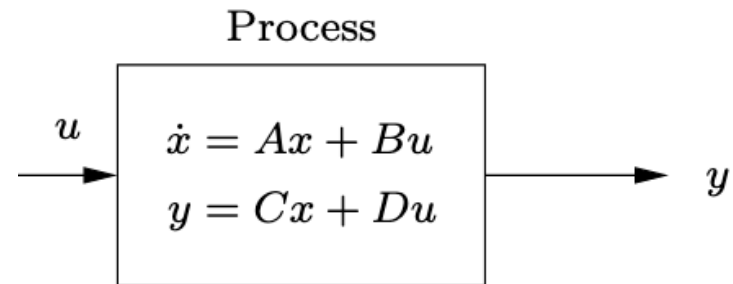 Process
u
ẋ = Ax + Bu
y = Cx + Du
y